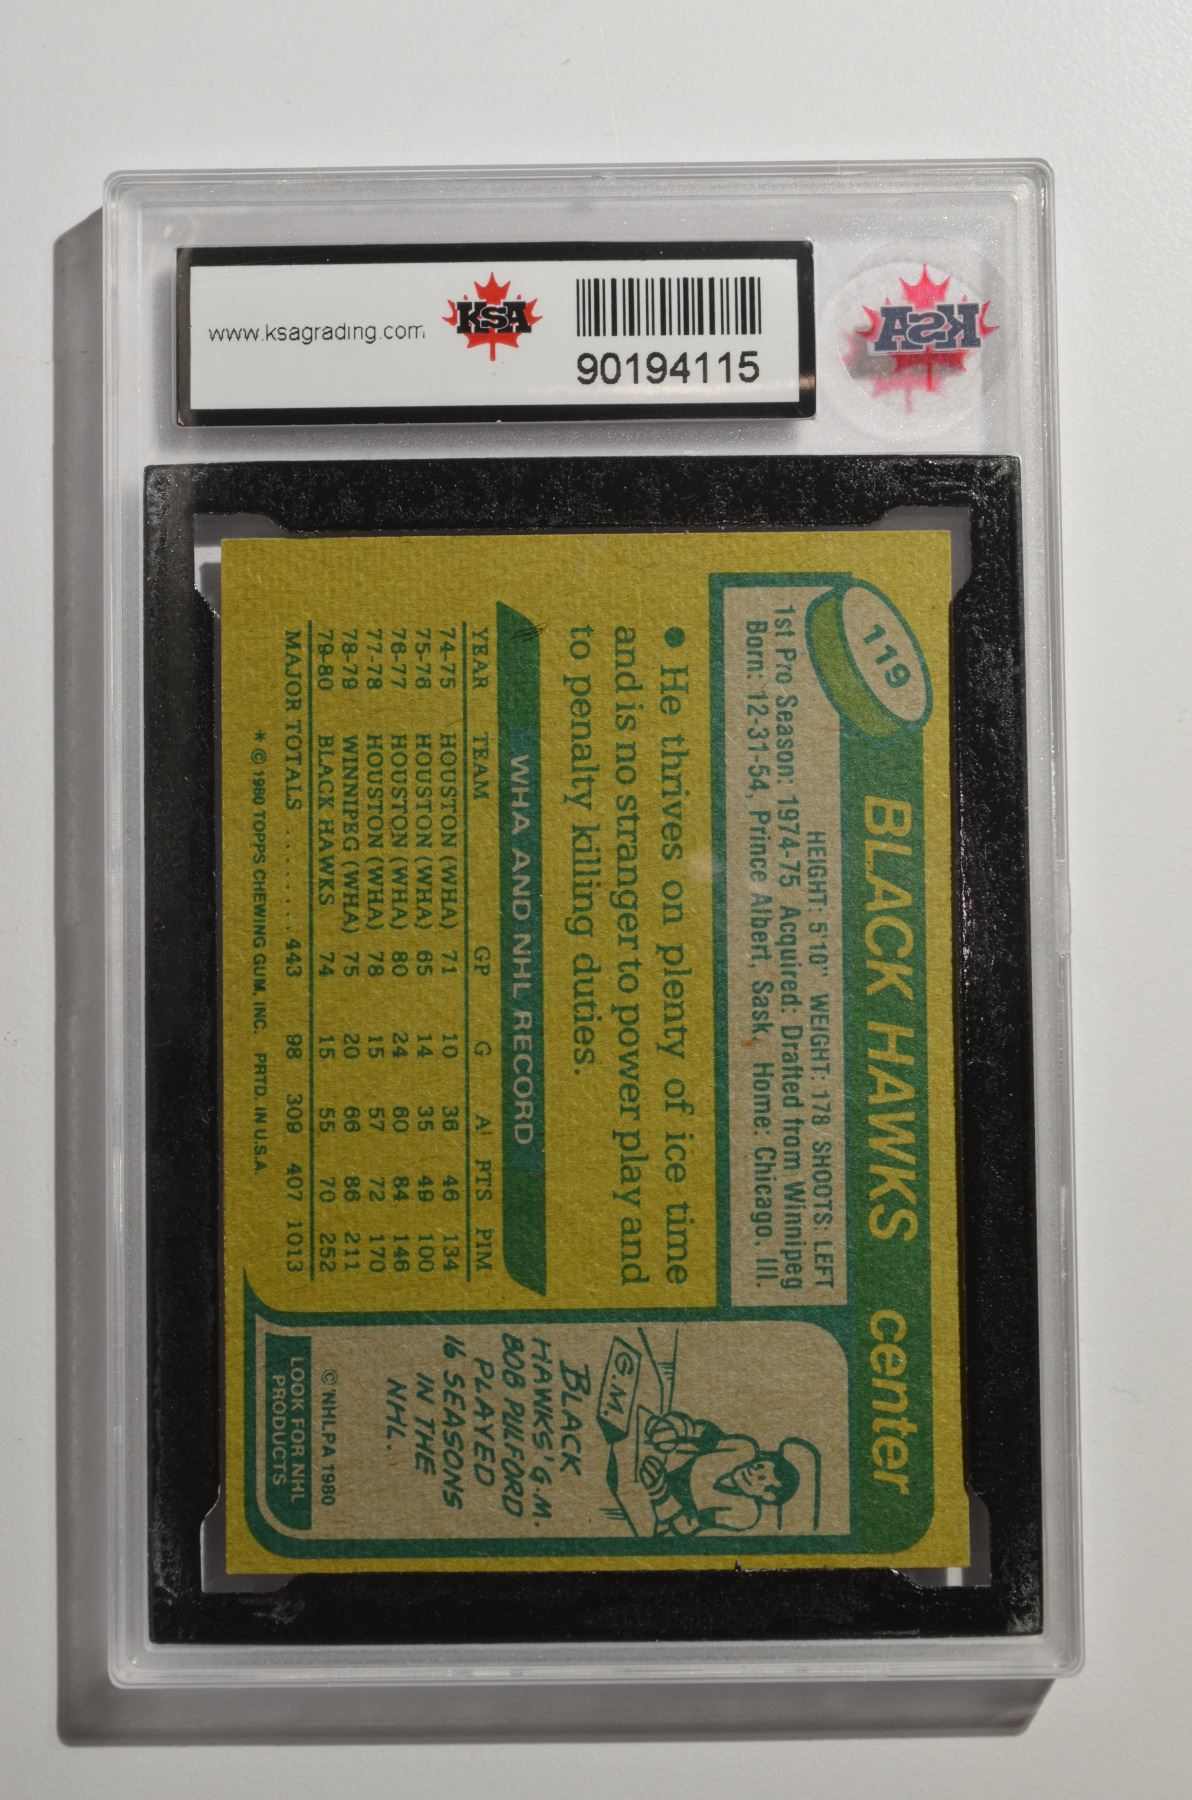 www.ksagrading.com
KSA
90194115
KSA
119
BLACK HAWKS center
HEIGHT: 5'10" WEIGHT: 178 SHOOTS: LEFT
1st Pro Season: 1974-75 Acquired: Drafted from Winnipeg
Born: 12-31-54, Prince Albert, Sask, Home: Chicago, Ill.
• He thrives on plenty of ice time
and is no stranger to power play and
to penalty killing duties.
WHA AND NHL RECORD
YEAR TEAM GP G A PTS PIM
74-75 HOUSTON (WHA) 71 10 36 46 134
75-76 HOUSTON (WHA) 65 14 35 49 100
76-77 HOUSTON (WHA) 80 24 60 84 146
77-78 HOUSTON (WHA) 78 15 57 72 170
78-79 WINNIPEG (WHA) 75 20 66 86 211
79-80 BLACK HAWKS 74 15 55 70 252
MAJOR TOTALS ........ 443 98 309 407 1013
* © 1980 TOPPS CHEWING GUM, INC. PRTD. IN U.S.A.
G.M.
BLACK
HAWKS' G.M.
BOB PULFORD
PLAYED
16 SEASONS
IN THE
NHL.
© NHLPA 1980
LOOK FOR NHL
PRODUCTS